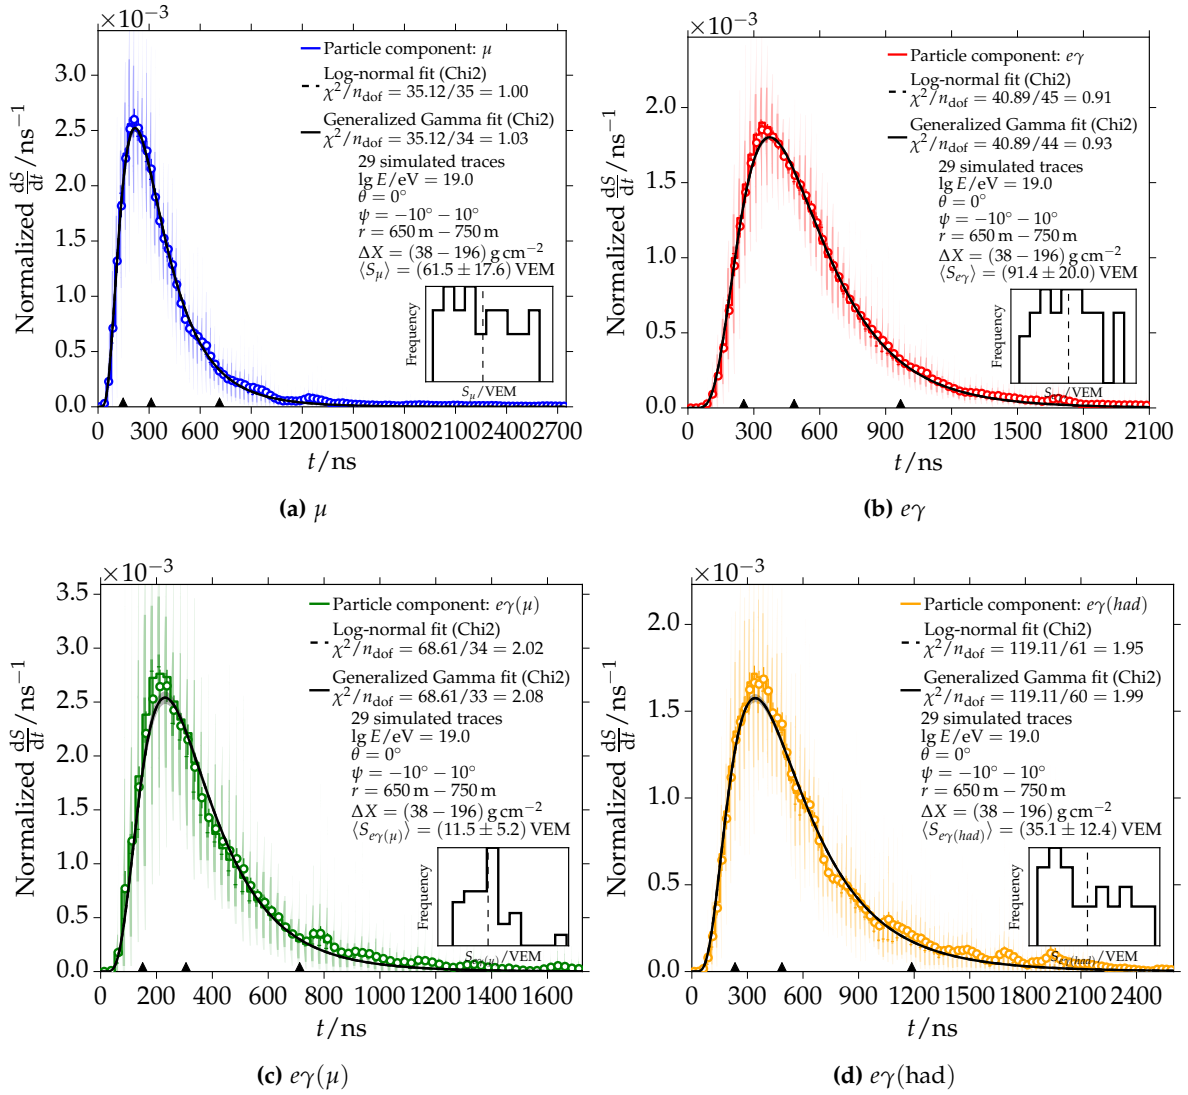 ×10⁻³
Normalized dS/dt /ns⁻¹
3.0
2.5
2.0
1.5
1.0
0.5
0.0
Particle component: μ
Log-normal fit (Chi2)
χ²/n_dof = 35.12/35 = 1.00
Generalized Gamma fit (Chi2)
χ²/n_dof = 35.12/34 = 1.03
29 simulated traces
lg E/eV = 19.0
θ = 0°
ψ = −10° − 10°
r = 650 m − 750 m
ΔX = (38 − 196) g cm⁻²
⟨S_μ⟩ = (61.5 ± 17.6) VEM
Frequency
S_μ/VEM
0 300 600 900 1200 1500 1800 2100 2400 2700
t/ns
(a) μ
×10⁻³
Normalized dS/dt /ns⁻¹
2.0
1.5
1.0
0.5
0.0
Particle component: eγ
Log-normal fit (Chi2)
χ²/n_dof = 40.89/45 = 0.91
Generalized Gamma fit (Chi2)
χ²/n_dof = 40.89/44 = 0.93
29 simulated traces
lg E/eV = 19.0
θ = 0°
ψ = −10° − 10°
r = 650 m − 750 m
ΔX = (38 − 196) g cm⁻²
⟨S_eγ⟩ = (91.4 ± 20.0) VEM
Frequency
S /VEM
0 300 600 900 1200 1500 1800 2100
t/ns
(b) eγ
×10⁻³
Normalized dS/dt /ns⁻¹
3.5
3.0
2.5
2.0
1.5
1.0
0.5
0.0
Particle component: eγ(μ)
Log-normal fit (Chi2)
χ²/n_dof = 68.61/34 = 2.02
Generalized Gamma fit (Chi2)
χ²/n_dof = 68.61/33 = 2.08
29 simulated traces
lg E/eV = 19.0
θ = 0°
ψ = −10° − 10°
r = 650 m − 750 m
ΔX = (38 − 196) g cm⁻²
⟨S_eγ(μ)⟩ = (11.5 ± 5.2) VEM
Frequency
S_eγ(μ)/VEM
0 200 400 600 800 1000 1200 1400 1600
t/ns
(c) eγ(μ)
×10⁻³
Normalized dS/dt /ns⁻¹
2.0
1.5
1.0
0.5
0.0
Particle component: eγ(had)
Log-normal fit (Chi2)
χ²/n_dof = 119.11/61 = 1.95
Generalized Gamma fit (Chi2)
χ²/n_dof = 119.11/60 = 1.99
29 simulated traces
lg E/eV = 19.0
θ = 0°
ψ = −10° − 10°
r = 650 m − 750 m
ΔX = (38 − 196) g cm⁻²
⟨S_eγ(had)⟩ = (35.1 ± 12.4) VEM
Frequency
S_eγ(had)/VEM
0 300 600 900 1200 1500 1800 2100 2400
t/ns
(d) eγ(had)